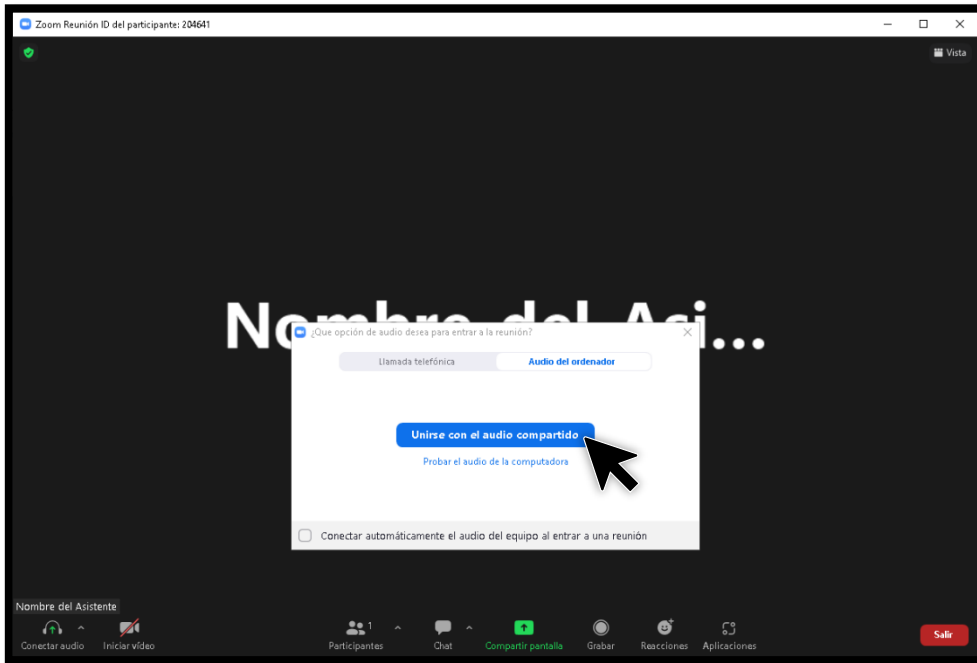 Zoom Reunión ID del participante: 204641
Vista
Nombre del Asi...
¿Que opción de audio desea para entrar a la reunión?
Llamada telefónica
Audio del ordenador
Unirse con el audio compartido
Probar el audio de la computadora
Conectar automáticamente el audio del equipo al entrar a una reunión
Nombre del Asistente
1
Conectar audio Iniciar vídeo Participantes Chat Compartir pantalla Grabar Reacciones Aplicaciones
Salir